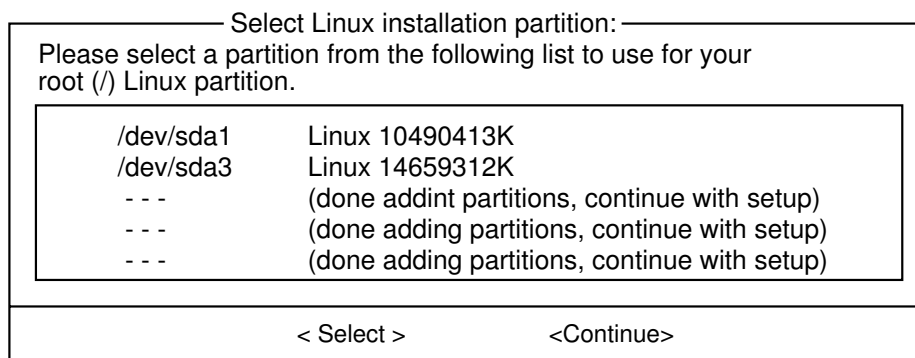 Select Linux installation partition:
Please select a partition from the following list to use for your
root (/) Linux partition.
/dev/sda1 Linux 10490413K
/dev/sda3 Linux 14659312K
- - - (done addint partitions, continue with setup)
- - - (done adding partitions, continue with setup)
- - - (done adding partitions, continue with setup)
< Select > <Continue>